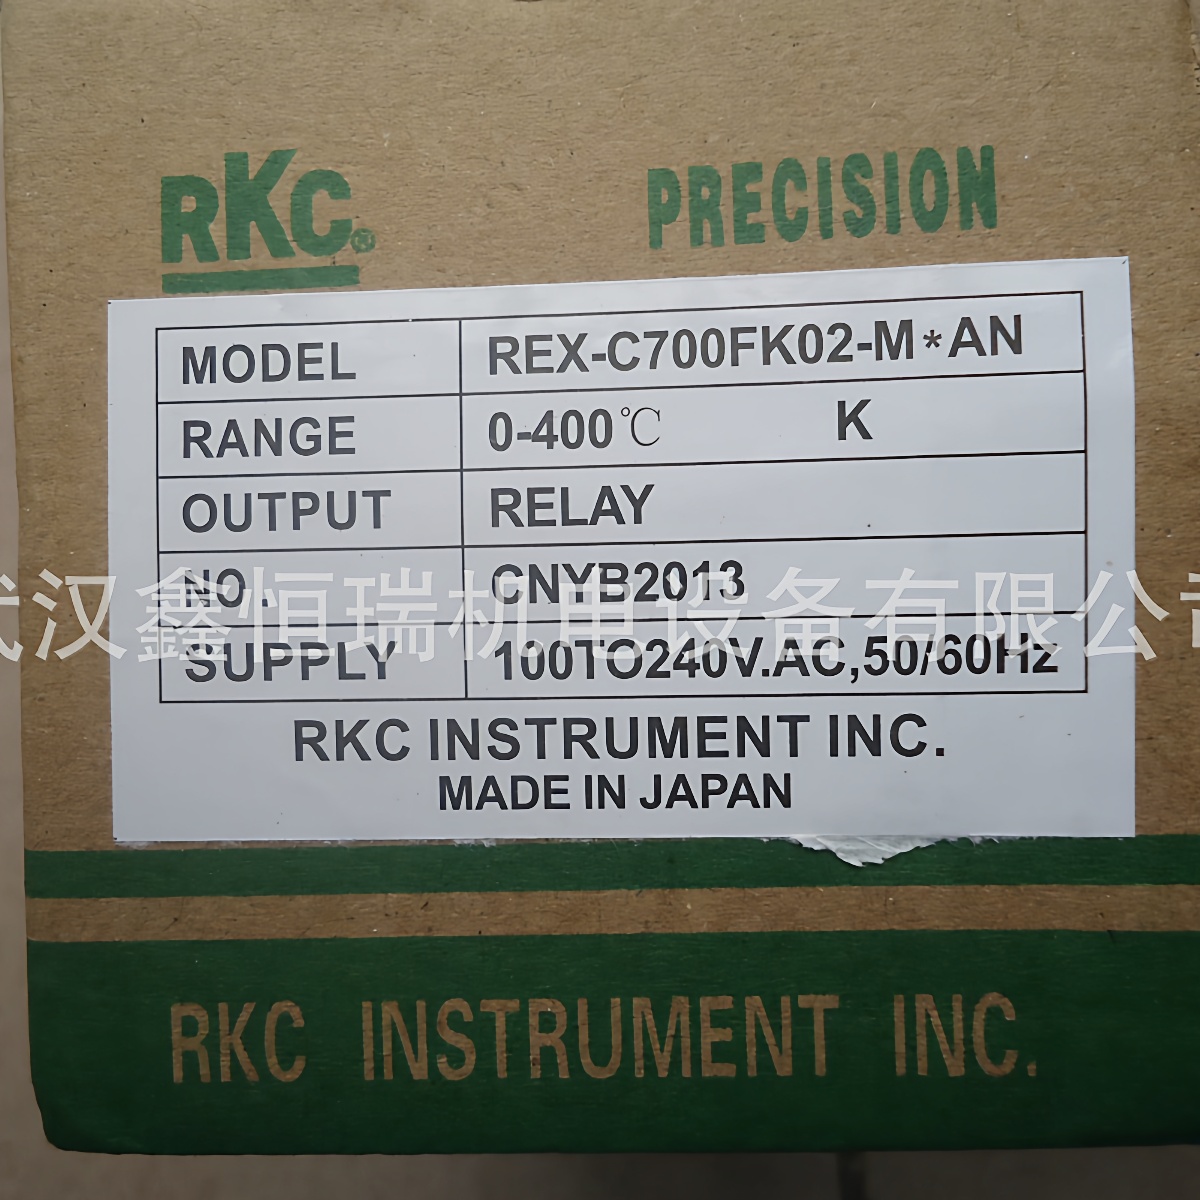 RKC®
PRECISION
MODEL REX-C700FK02-M*AN
RANGE 0-400℃ K
OUTPUT RELAY
NO. CNYB2013
武汉鑫恒瑞机电设备有限公司
SUPPLY 100TO240V.AC,50/60Hz
RKC INSTRUMENT INC.
MADE IN JAPAN
RKC INSTRUMENT INC.